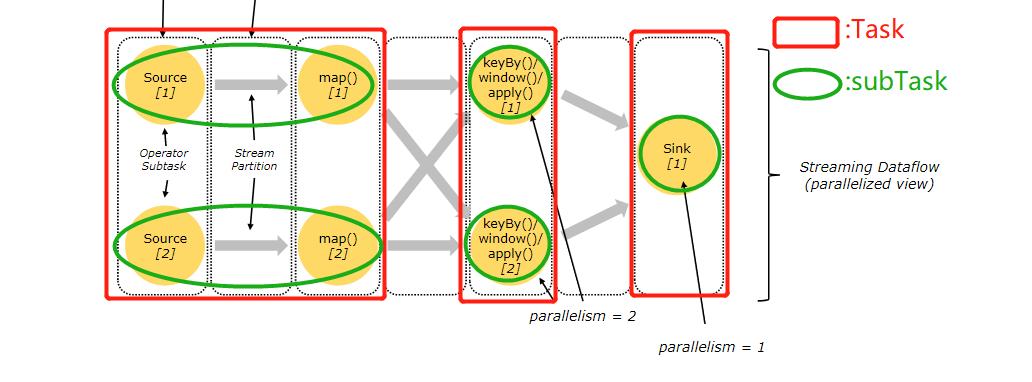 :Task
:subTask
Source
[1]
map()
[1]
keyBy()/
window()/
apply()
[1]
Operator
Subtask
Stream
Partition
Sink
[1]
Streaming Dataflow
(parallelized view)
Source
[2]
map()
[2]
keyBy()/
window()/
apply()
[2]
parallelism = 2
parallelism = 1